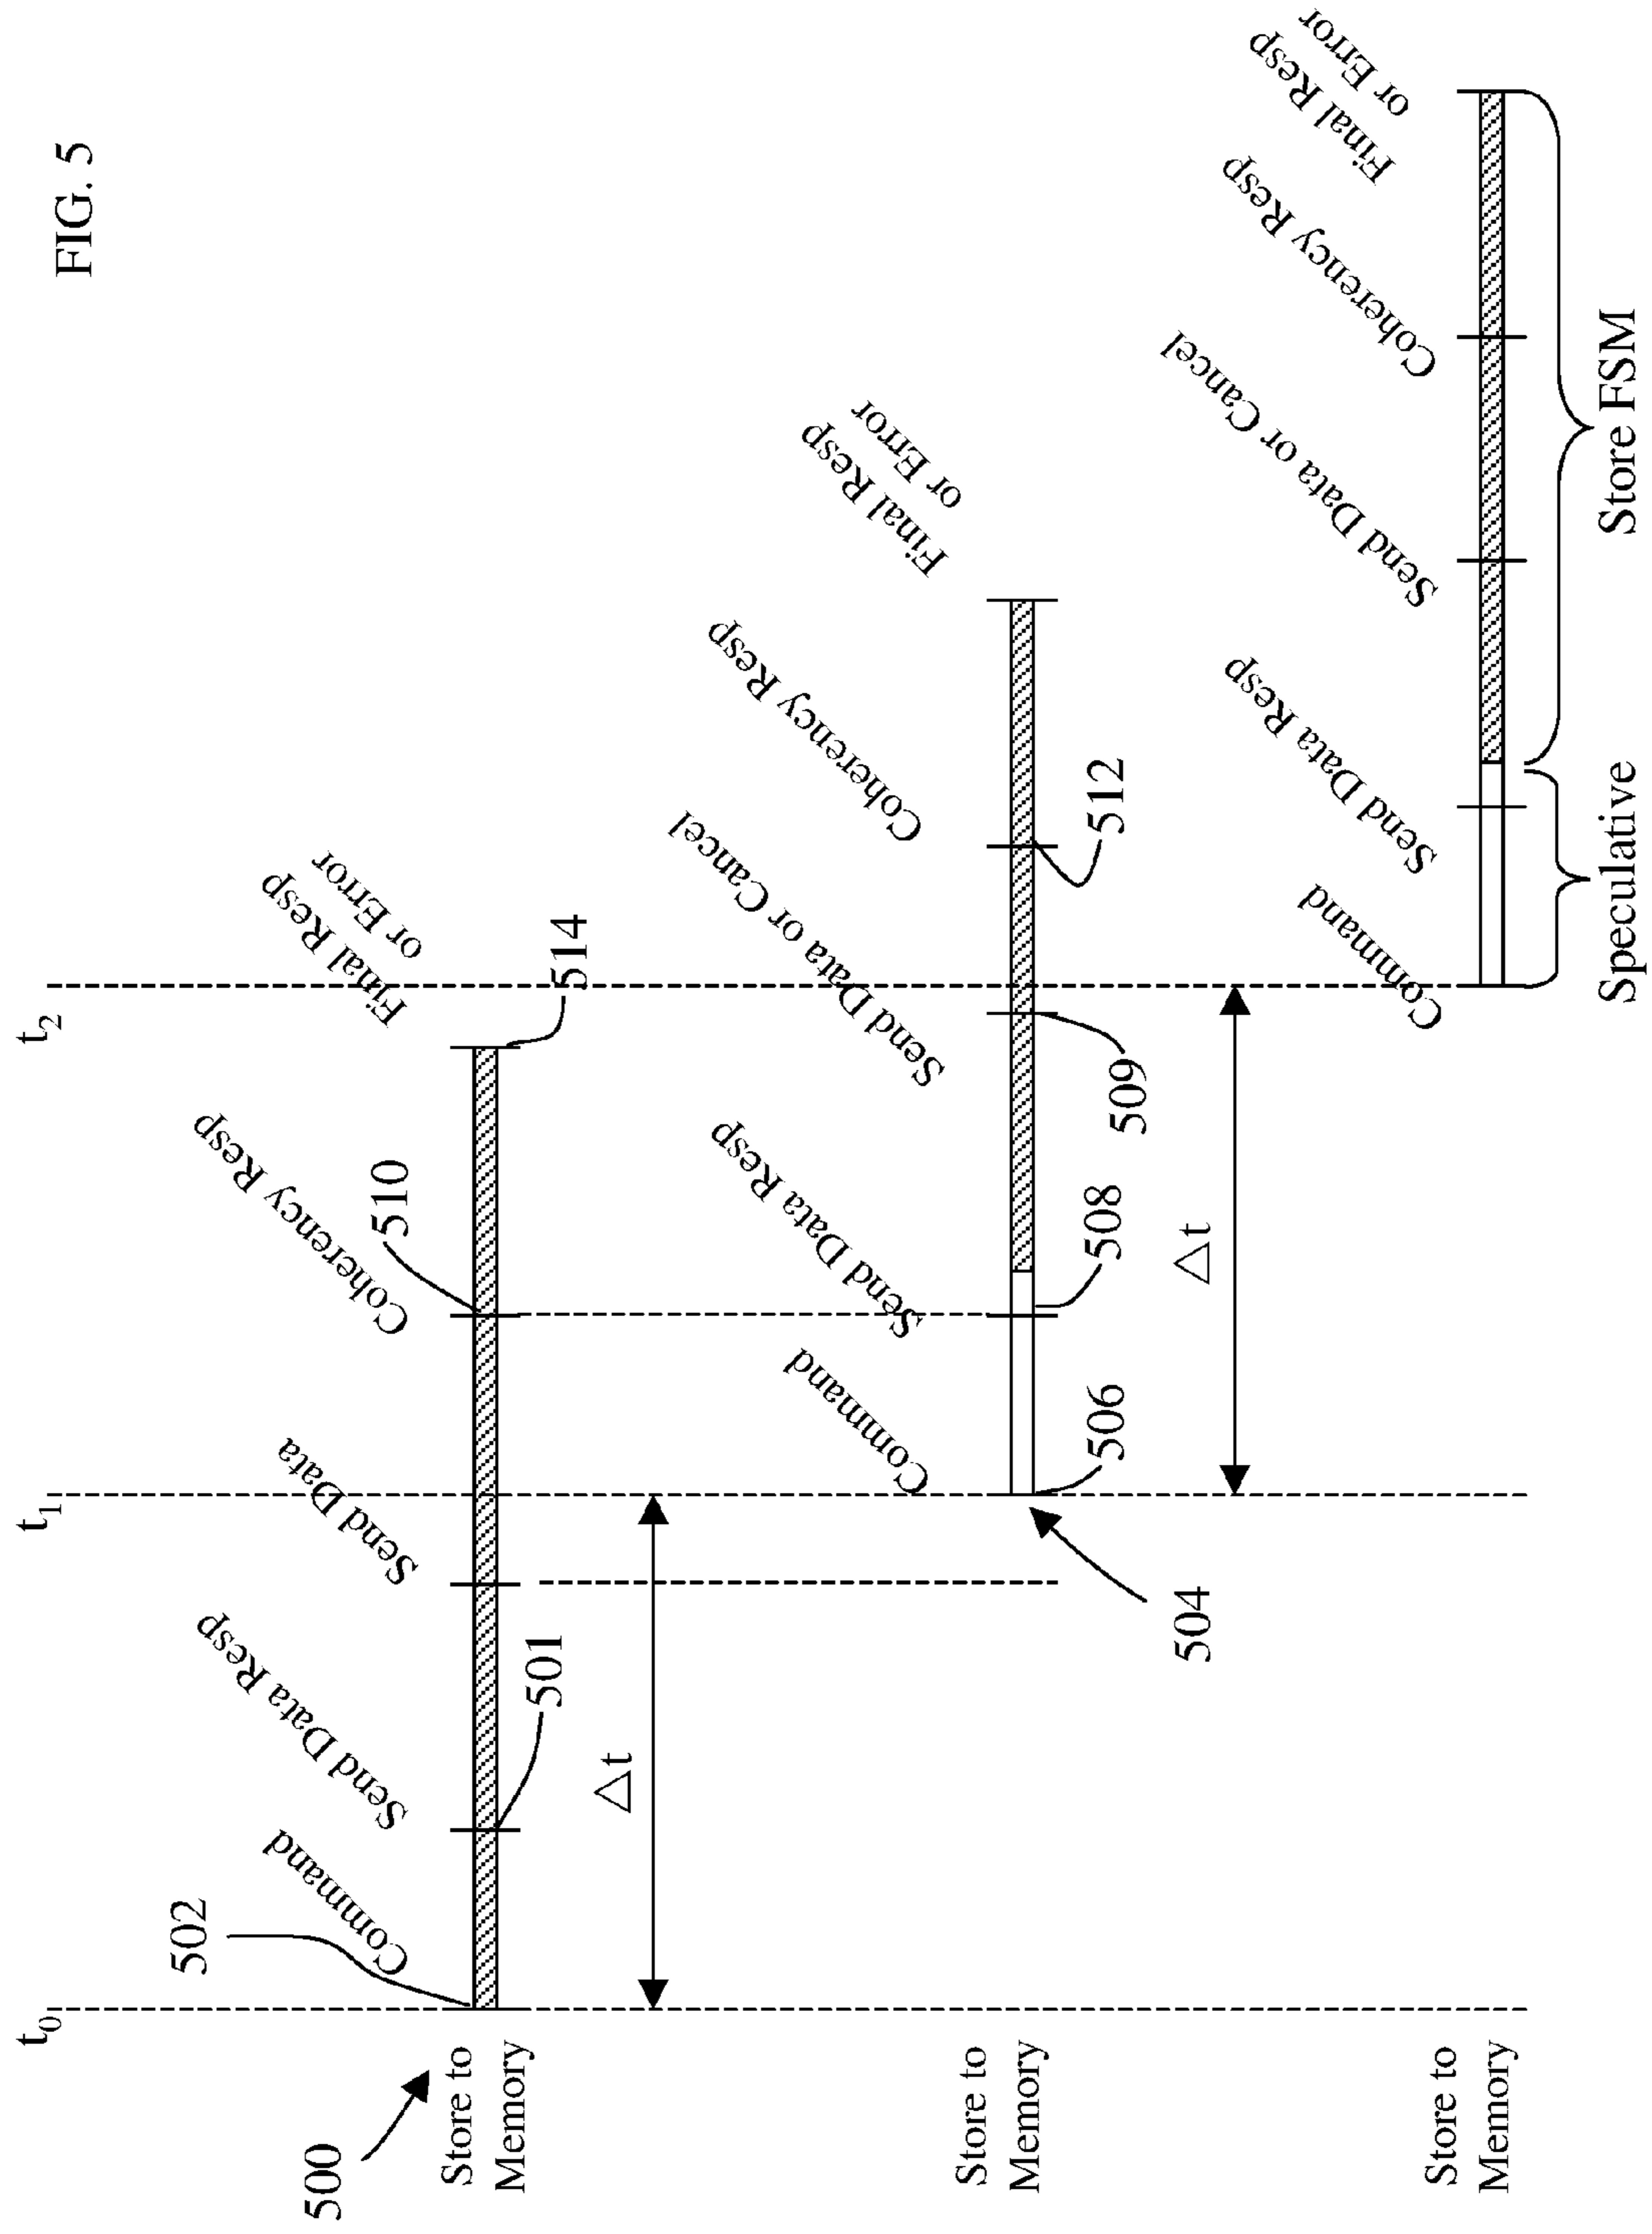 FIG. 5
t0
t1
t2
500
Store to
Memory
502
Command
Send Data Resp
501
Send Data
Coherency Resp
510
Final Resp
or Error
514
Δt
Store to
Memory
504
Command
506
Send Data Resp
508
Send Data or Cancel
509
Coherency Resp
512
Final Resp
or Error
Δt
Store to
Memory
Command
Send Data Resp
Send Data or Cancel
Coherency Resp
Final Resp
or Error
Speculative
Store FSM